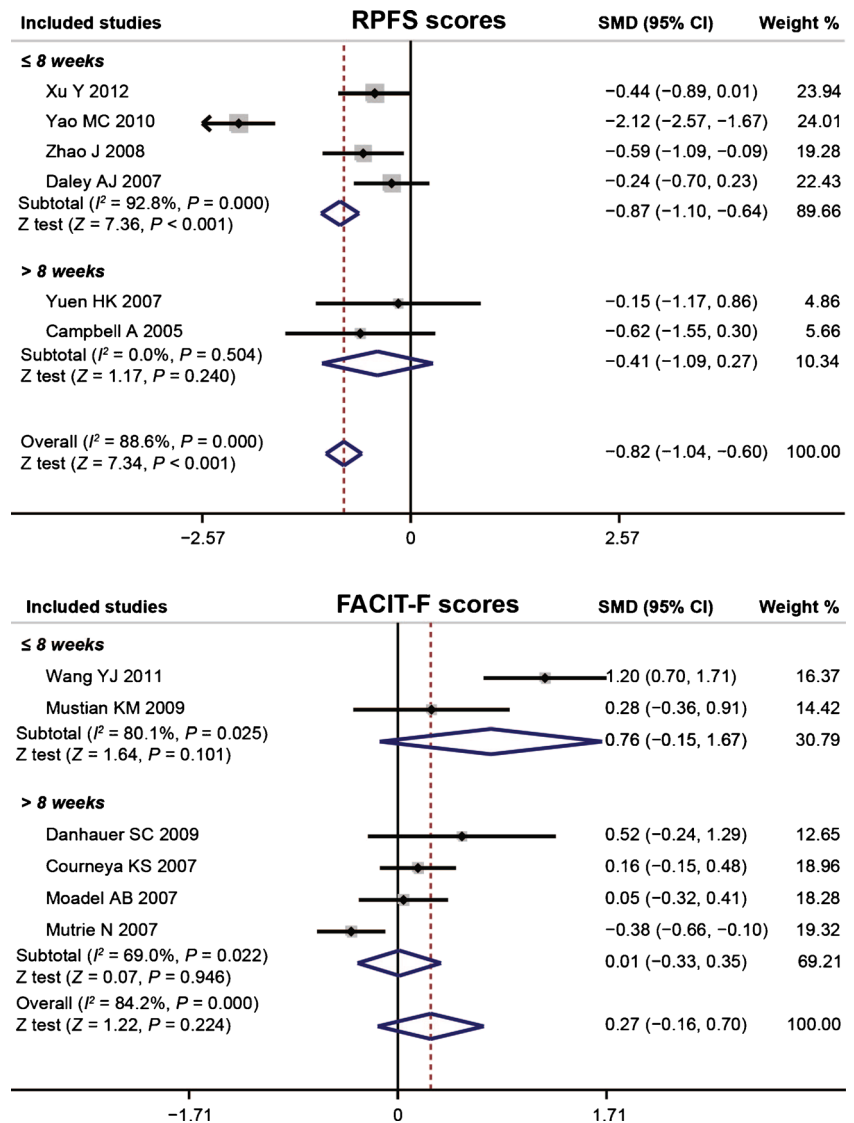 Included studies RPFS scores SMD (95% CI) Weight %
≤ 8 weeks
Xu Y 2012 −0.44 (−0.89, 0.01) 23.94
Yao MC 2010 −2.12 (−2.57, −1.67) 24.01
Zhao J 2008 −0.59 (−1.09, −0.09) 19.28
Daley AJ 2007 −0.24 (−0.70, 0.23) 22.43
Subtotal (I² = 92.8%, P = 0.000) −0.87 (−1.10, −0.64) 89.66
Z test (Z = 7.36, P < 0.001)
> 8 weeks
Yuen HK 2007 −0.15 (−1.17, 0.86) 4.86
Campbell A 2005 −0.62 (−1.55, 0.30) 5.66
Subtotal (I² = 0.0%, P = 0.504) −0.41 (−1.09, 0.27) 10.34
Z test (Z = 1.17, P = 0.240)
Overall (I² = 88.6%, P = 0.000) −0.82 (−1.04, −0.60) 100.00
Z test (Z = 7.34, P < 0.001)
−2.57 0 2.57
Included studies FACIT-F scores SMD (95% CI) Weight %
≤ 8 weeks
Wang YJ 2011 1.20 (0.70, 1.71) 16.37
Mustian KM 2009 0.28 (−0.36, 0.91) 14.42
Subtotal (I² = 80.1%, P = 0.025) 0.76 (−0.15, 1.67) 30.79
Z test (Z = 1.64, P = 0.101)
> 8 weeks
Danhauer SC 2009 0.52 (−0.24, 1.29) 12.65
Courneya KS 2007 0.16 (−0.15, 0.48) 18.96
Moadel AB 2007 0.05 (−0.32, 0.41) 18.28
Mutrie N 2007 −0.38 (−0.66, −0.10) 19.32
Subtotal (I² = 69.0%, P = 0.022) 0.01 (−0.33, 0.35) 69.21
Z test (Z = 0.07, P = 0.946)
Overall (I² = 84.2%, P = 0.000) 0.27 (−0.16, 0.70) 100.00
Z test (Z = 1.22, P = 0.224)
−1.71 0 1.71